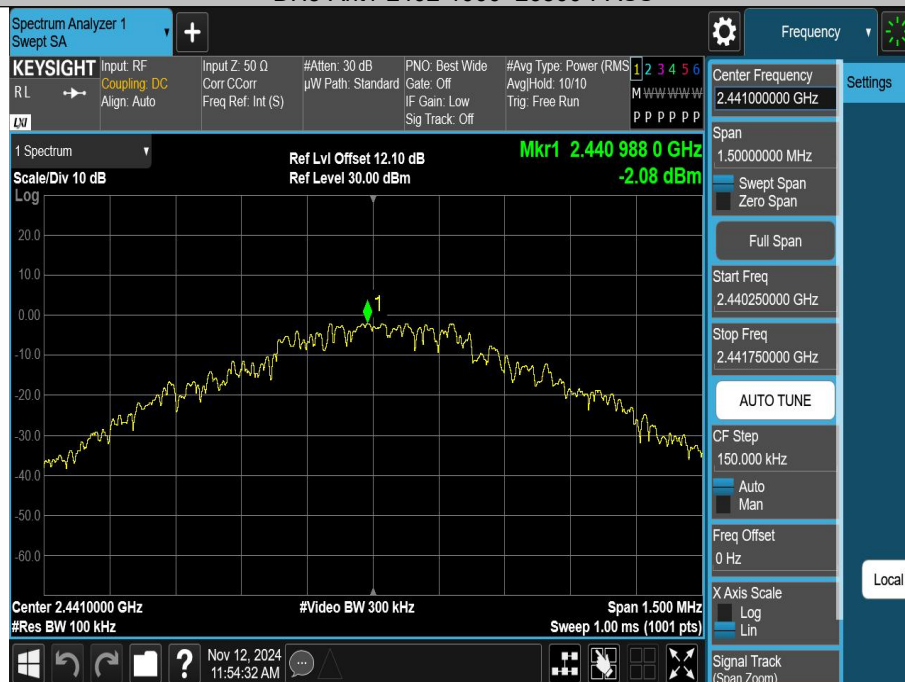 Spectrum Analyzer 1
Swept SA
+
Frequency
KEYSIGHT
RL
LXI
Input: RF
Coupling: DC
Align: Auto
Input Z: 50 Ω
Corr CCorr
Freq Ref: Int (S)
#Atten: 30 dB
µW Path: Standard
PNO: Best Wide
Gate: Off
IF Gain: Low
Sig Track: Off
#Avg Type: Power (RMS
Avg|Hold: 10/10
Trig: Free Run
1 2 3 4 5 6
M W W W W W
P P P P P P
1 Spectrum
Scale/Div 10 dB
Log
Ref Lvl Offset 12.10 dB
Ref Level 30.00 dBm
Mkr1 2.440 988 0 GHz
-2.08 dBm
20.0
10.0
0.00
-10.0
-20.0
-30.0
-40.0
-50.0
-60.0
1
Center 2.4410000 GHz
#Res BW 100 kHz
#Video BW 300 kHz
Span 1.500 MHz
Sweep 1.00 ms (1001 pts)
?
Nov 12, 2024
11:54:32 AM
Center Frequency
2.441000000 GHz
Settings
Span
1.50000000 MHz
Swept Span
Zero Span
Full Span
Start Freq
2.440250000 GHz
Stop Freq
2.441750000 GHz
AUTO TUNE
CF Step
150.000 kHz
Auto
Man
Freq Offset
0 Hz
Local
X Axis Scale
Log
Lin
Signal Track
(Span Zoom)